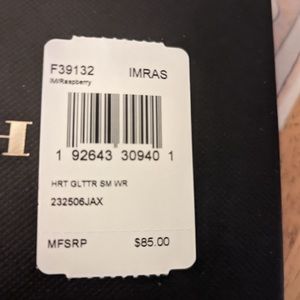 F39132 IMRAS
IM/Raspberry
1 92643 30940 1
HRT GLTTR SM WR
232506JAX
MFSRP $85.00
H